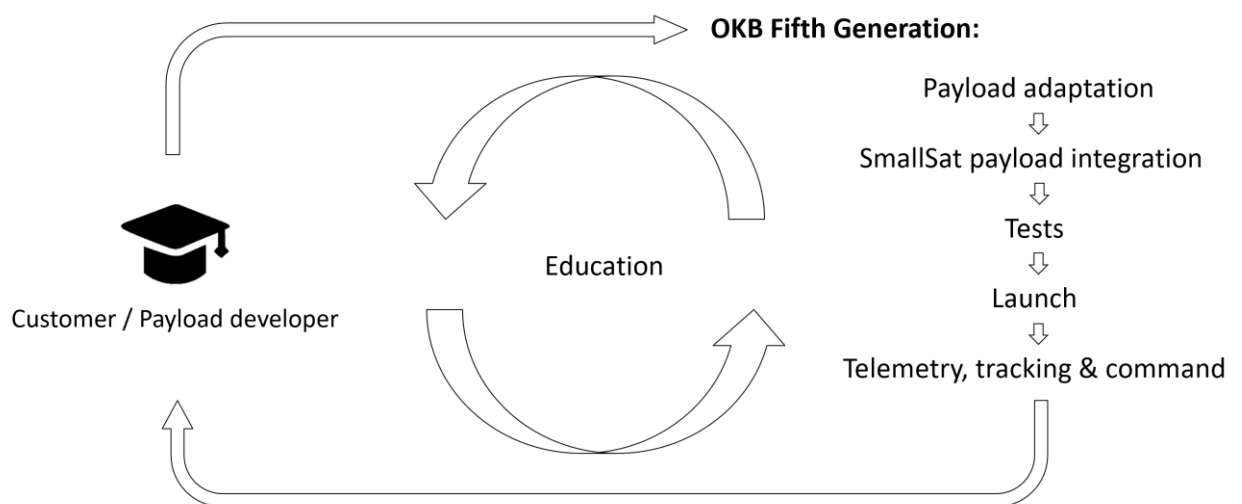 OKB Fifth Generation:
Payload adaptation
SmallSat payload integration
Tests
Launch
Telemetry, tracking & command
Education
Customer / Payload developer